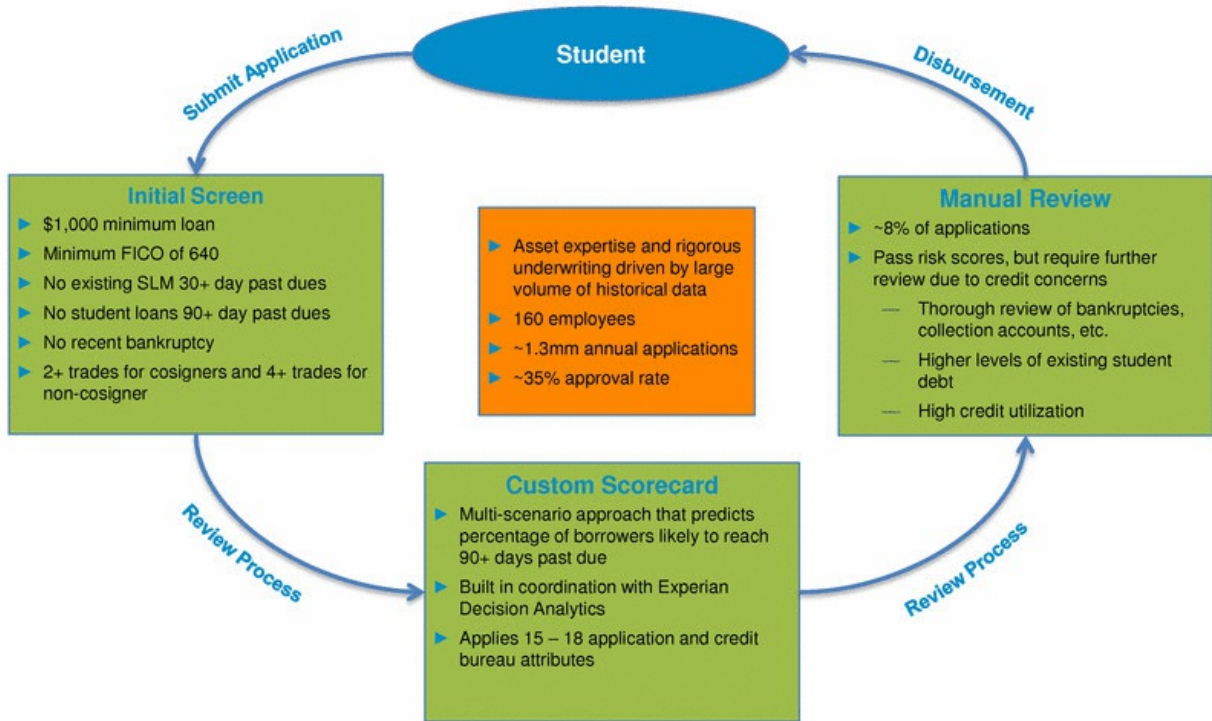 Student
Submit Application
Disbursement
Initial Screen
► $1,000 minimum loan
► Minimum FICO of 640
► No existing SLM 30+ day past dues
► No student loans 90+ day past dues
► No recent bankruptcy
► 2+ trades for cosigners and 4+ trades for
non-cosigner
► Asset expertise and rigorous
underwriting driven by large
volume of historical data
► 160 employees
► ~1.3mm annual applications
► ~35% approval rate
Manual Review
► ~8% of applications
► Pass risk scores, but require further
review due to credit concerns
— Thorough review of bankruptcies,
collection accounts, etc.
— Higher levels of existing student
debt
— High credit utilization
Review Process
Custom Scorecard
► Multi-scenario approach that predicts
percentage of borrowers likely to reach
90+ days past due
► Built in coordination with Experian
Decision Analytics
► Applies 15 – 18 application and credit
bureau attributes
Review Process